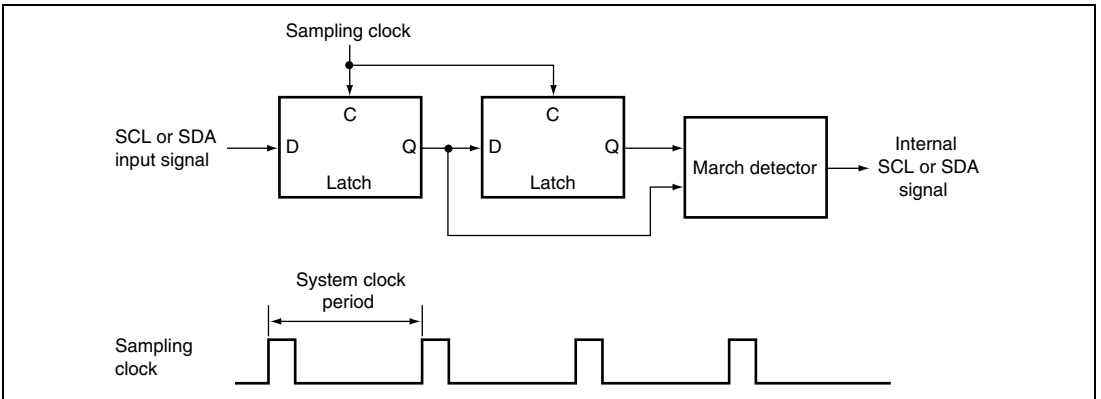 Sampling clock
SCL or SDA
input signal
C
D
Q
Latch
C
D
Q
Latch
March detector
Internal
SCL or SDA
signal
System clock
period
Sampling
clock